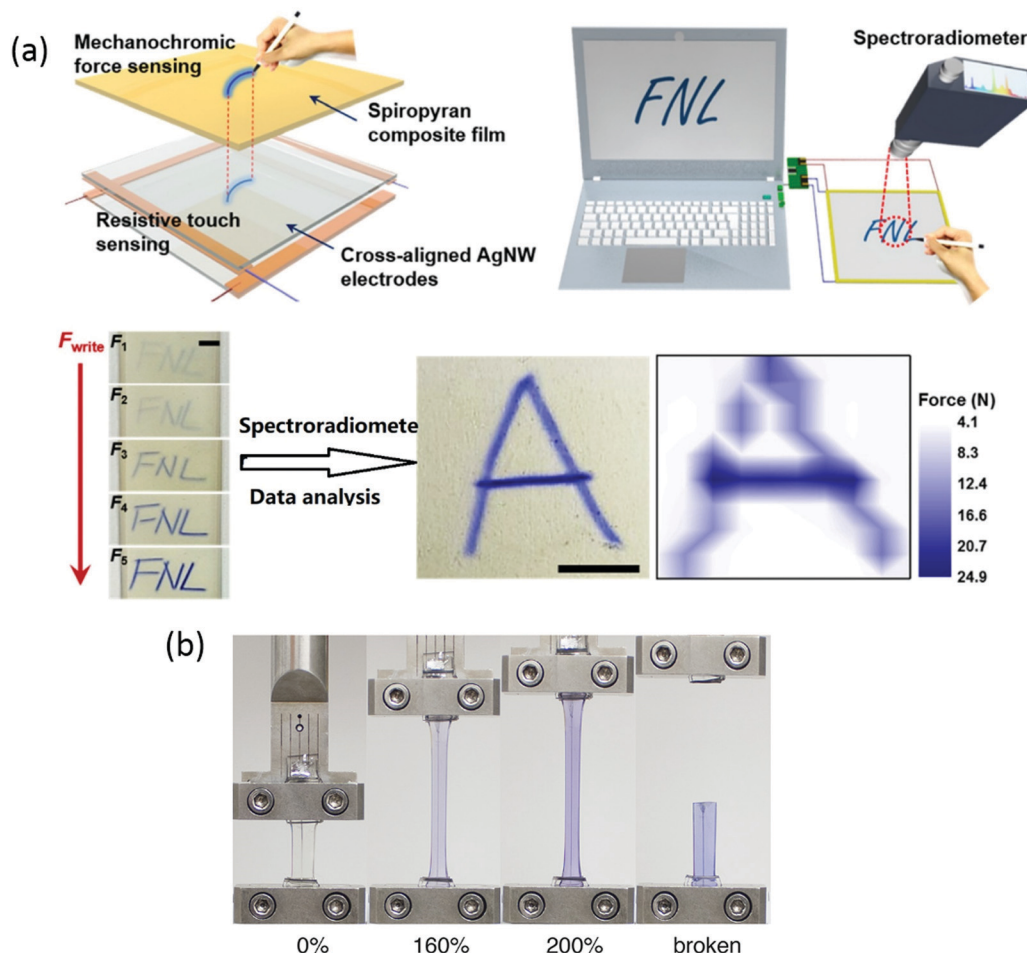 (a)
Mechanochromic
force sensing
Spiropyran
composite film
Resistive touch
sensing
Cross-aligned AgNW
electrodes
FNL
Spectroradiometer
FNL
Fwrite
F1
FNL
F2
FNL
F3
FNL
F4
FNL
F5
FNL
Spectroradiomete
Data analysis
A
A
Force (N)
4.1
8.3
12.4
16.6
20.7
24.9
(b)
0%
160%
200%
broken